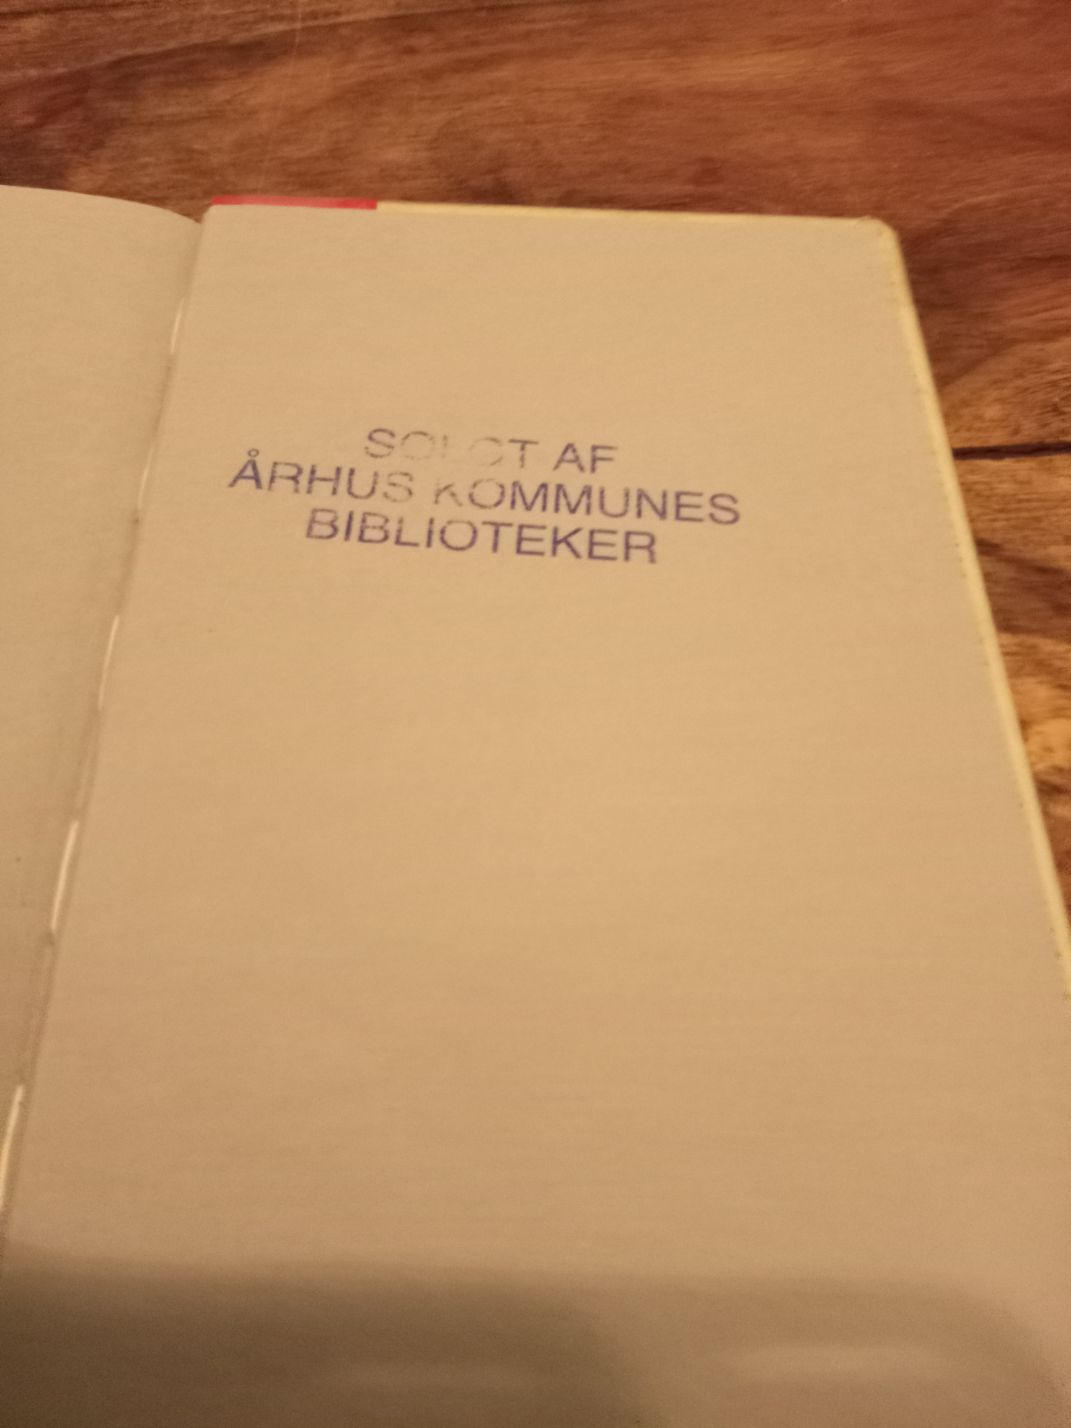 SOLGT AF
ÅRHUS KOMMUNES
BIBLIOTEKER